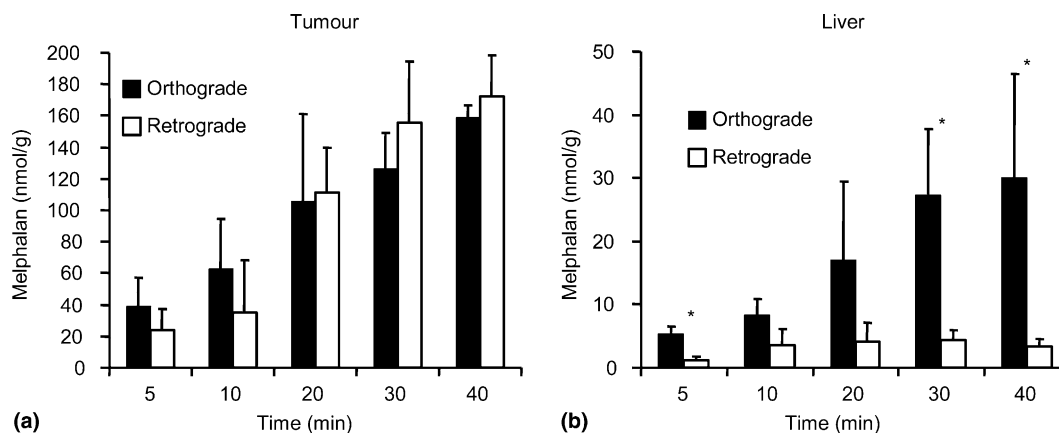 Tumour
200
180
160
140
120
100
80
60
40
20
0
Melphalan (nmol/g)
Orthograde
Retrograde
5 10 20 30 40
Time (min)
(a)
Liver
50
40
30
20
10
0
Melphalan (nmol/g)
Orthograde
Retrograde
*
*
*
5 10 20 30 40
Time (min)
(b)